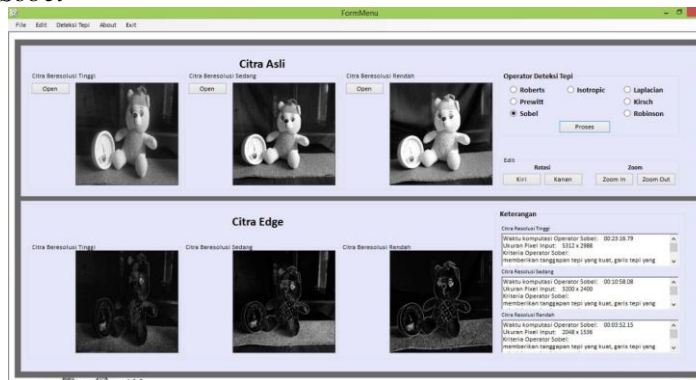 Sobel
FormMenu
File Edit Deteksi Tepi About Exit
Citra Asli
Citra Beresolusi Tinggi
Citra Beresolusi Sedang
Citra Beresolusi Rendah
Open
Open
Open
Operator Deteksi Tepi
Roberts Isotropic Laplacian
Prewitt Kirsch
Sobel Robinson
Proses
Edit
Rotasi Zoom
Kiri Kanan Zoom In Zoom Out
Citra Edge
Citra Beresolusi Tinggi
Citra Beresolusi Sedang
Citra Beresolusi Rendah
Keterangan
Citra Resolusi Tinggi
Waktu komputasi Operator Sobel: 00:23:16.79
Ukuran Pixel Input: 5312 x 2988
Kriteria Operator Sobel:
memberikan tanggapan tepi yang kuat, garis tepi yang
Citra Resolusi Sedang
Waktu komputasi Operator Sobel: 00:10:58.08
Ukuran Pixel Input: 3200 x 2400
Kriteria Operator Sobel:
memberikan tanggapan tepi yang kuat, garis tepi yang
Citra Resolusi Rendah
Waktu komputasi Operator Sobel: 00:03:52.15
Ukuran Pixel Input: 2048 x 1536
Kriteria Operator Sobel:
memberikan tanggapan tepi yang kuat, garis tepi yang